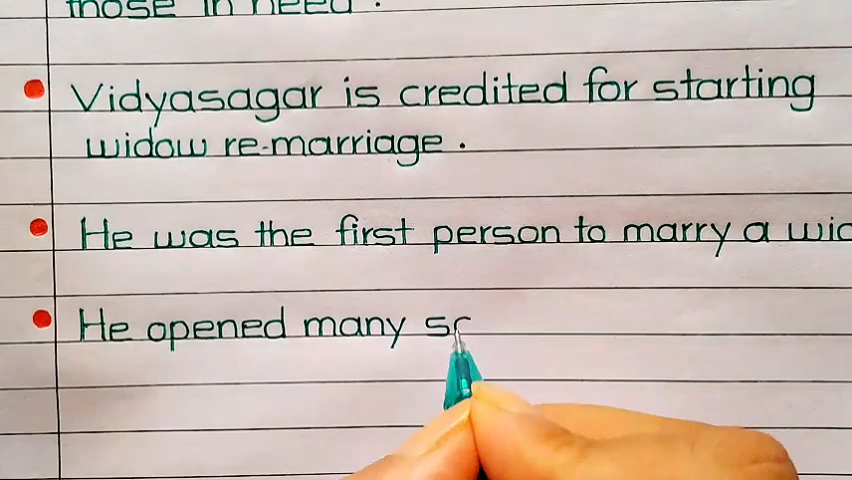 those in need.
Vidyasagar is credited for starting
widow re-marriage.
He was the first person to marry a wid
He opened many sc